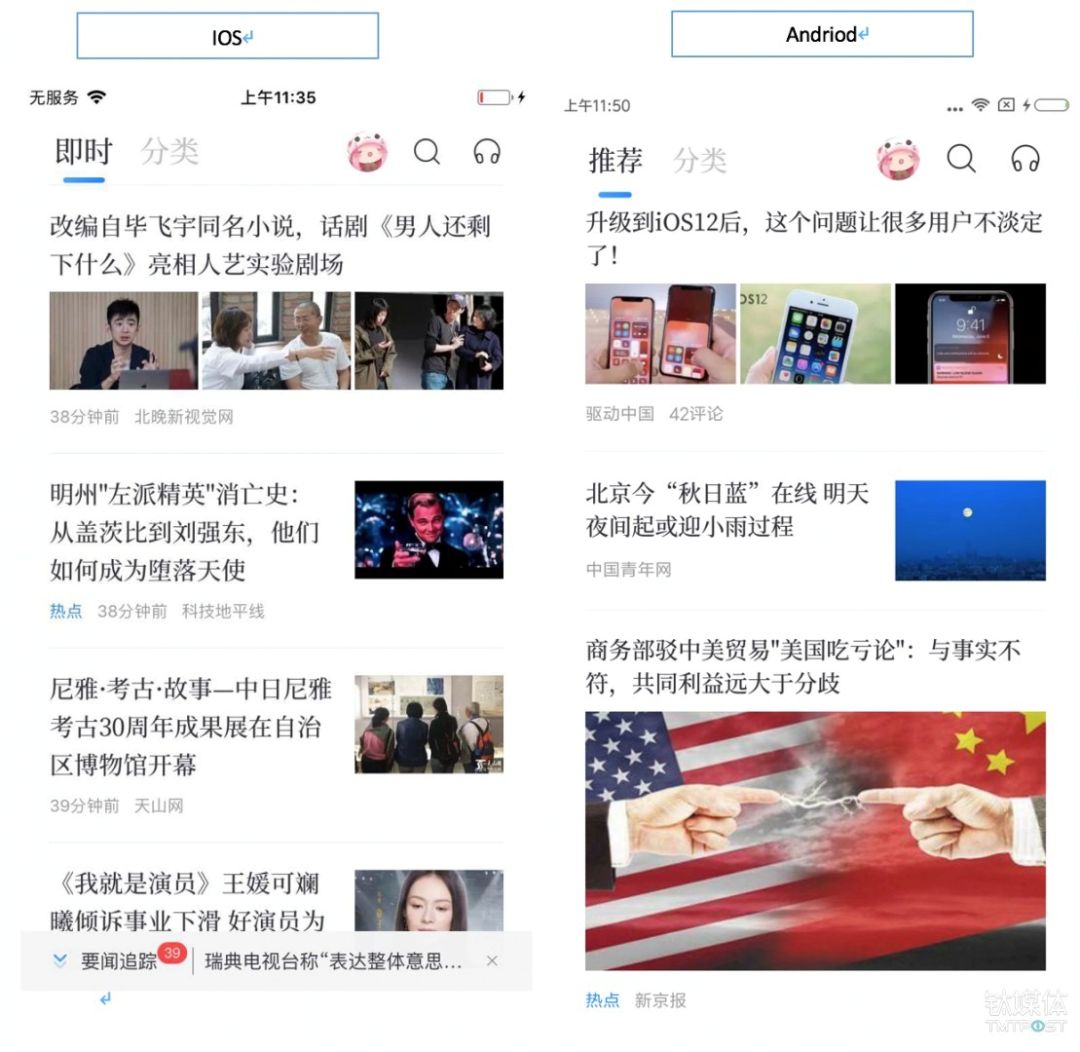 IOS↵
无服务
上午11:35
即时 分类
改编自毕飞宇同名小说，话剧《男人还剩
下什么》亮相人艺实验剧场
38分钟前 北晚新视觉网
明州"左派精英"消亡史：
从盖茨比到刘强东，他们
如何成为堕落天使
热点 38分钟前 科技地平线
尼雅·考古·故事—中日尼雅
考古30周年成果展在自治
区博物馆开幕
39分钟前 天山网
《我就是演员》王媛可斓
曦倾诉事业下滑 好演员为
要闻追踪 39 瑞典电视台称“表达整体意思... ×
↵
Andriod↵
上午11:50
推荐 分类
升级到iOS12后，这个问题让很多用户不淡定
了！
OS12
9:41
驱动中国 42评论
北京今“秋日蓝”在线 明天
夜间起或迎小雨过程
中国青年网
商务部驳中美贸易"美国吃亏论"：与事实不
符，共同利益远大于分歧
热点 新京报
钛媒体
TMTPOST